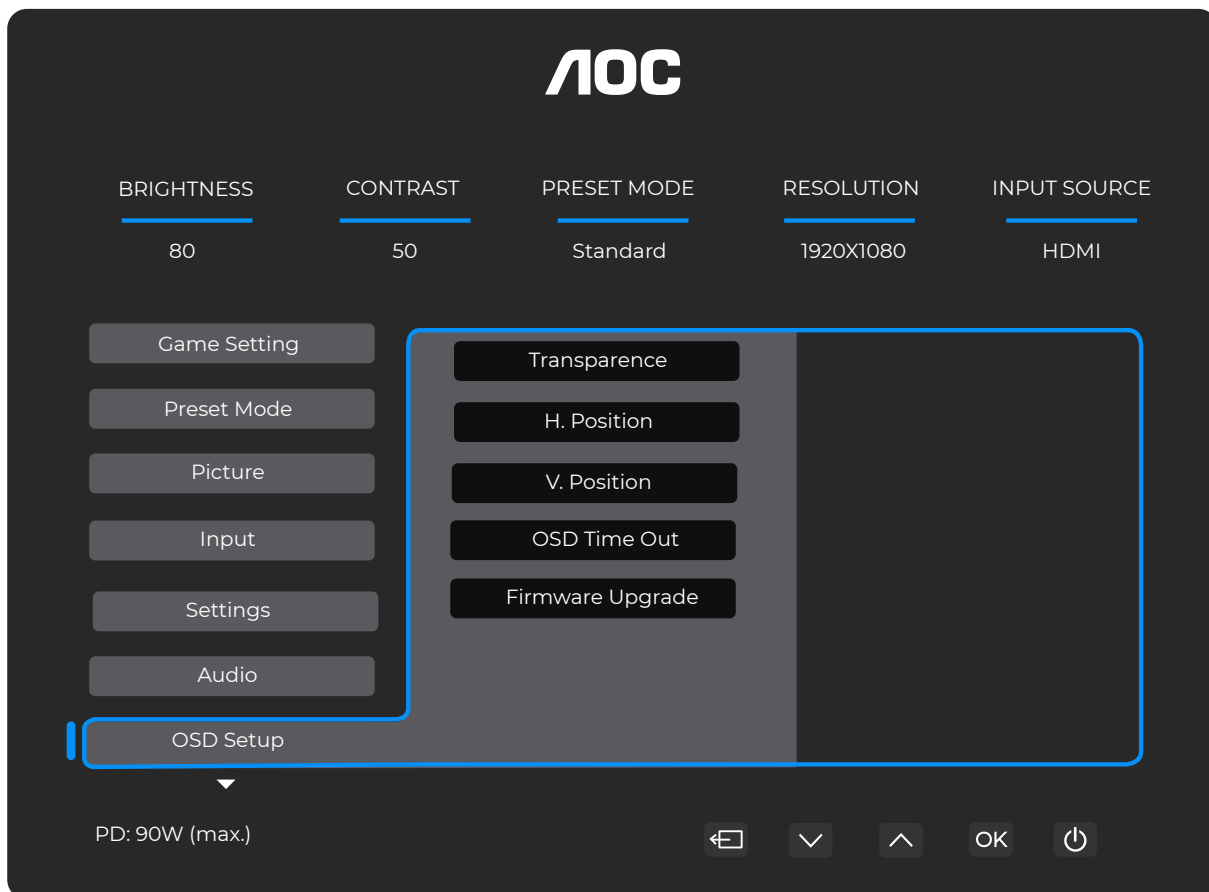 AOC
BRIGHTNESS CONTRAST PRESET MODE RESOLUTION INPUT SOURCE
80 50 Standard 1920X1080 HDMI
Game Setting
Preset Mode
Picture
Input
Settings
Audio
OSD Setup
Transparence
H. Position
V. Position
OSD Time Out
Firmware Upgrade
PD: 90W (max.)
OK